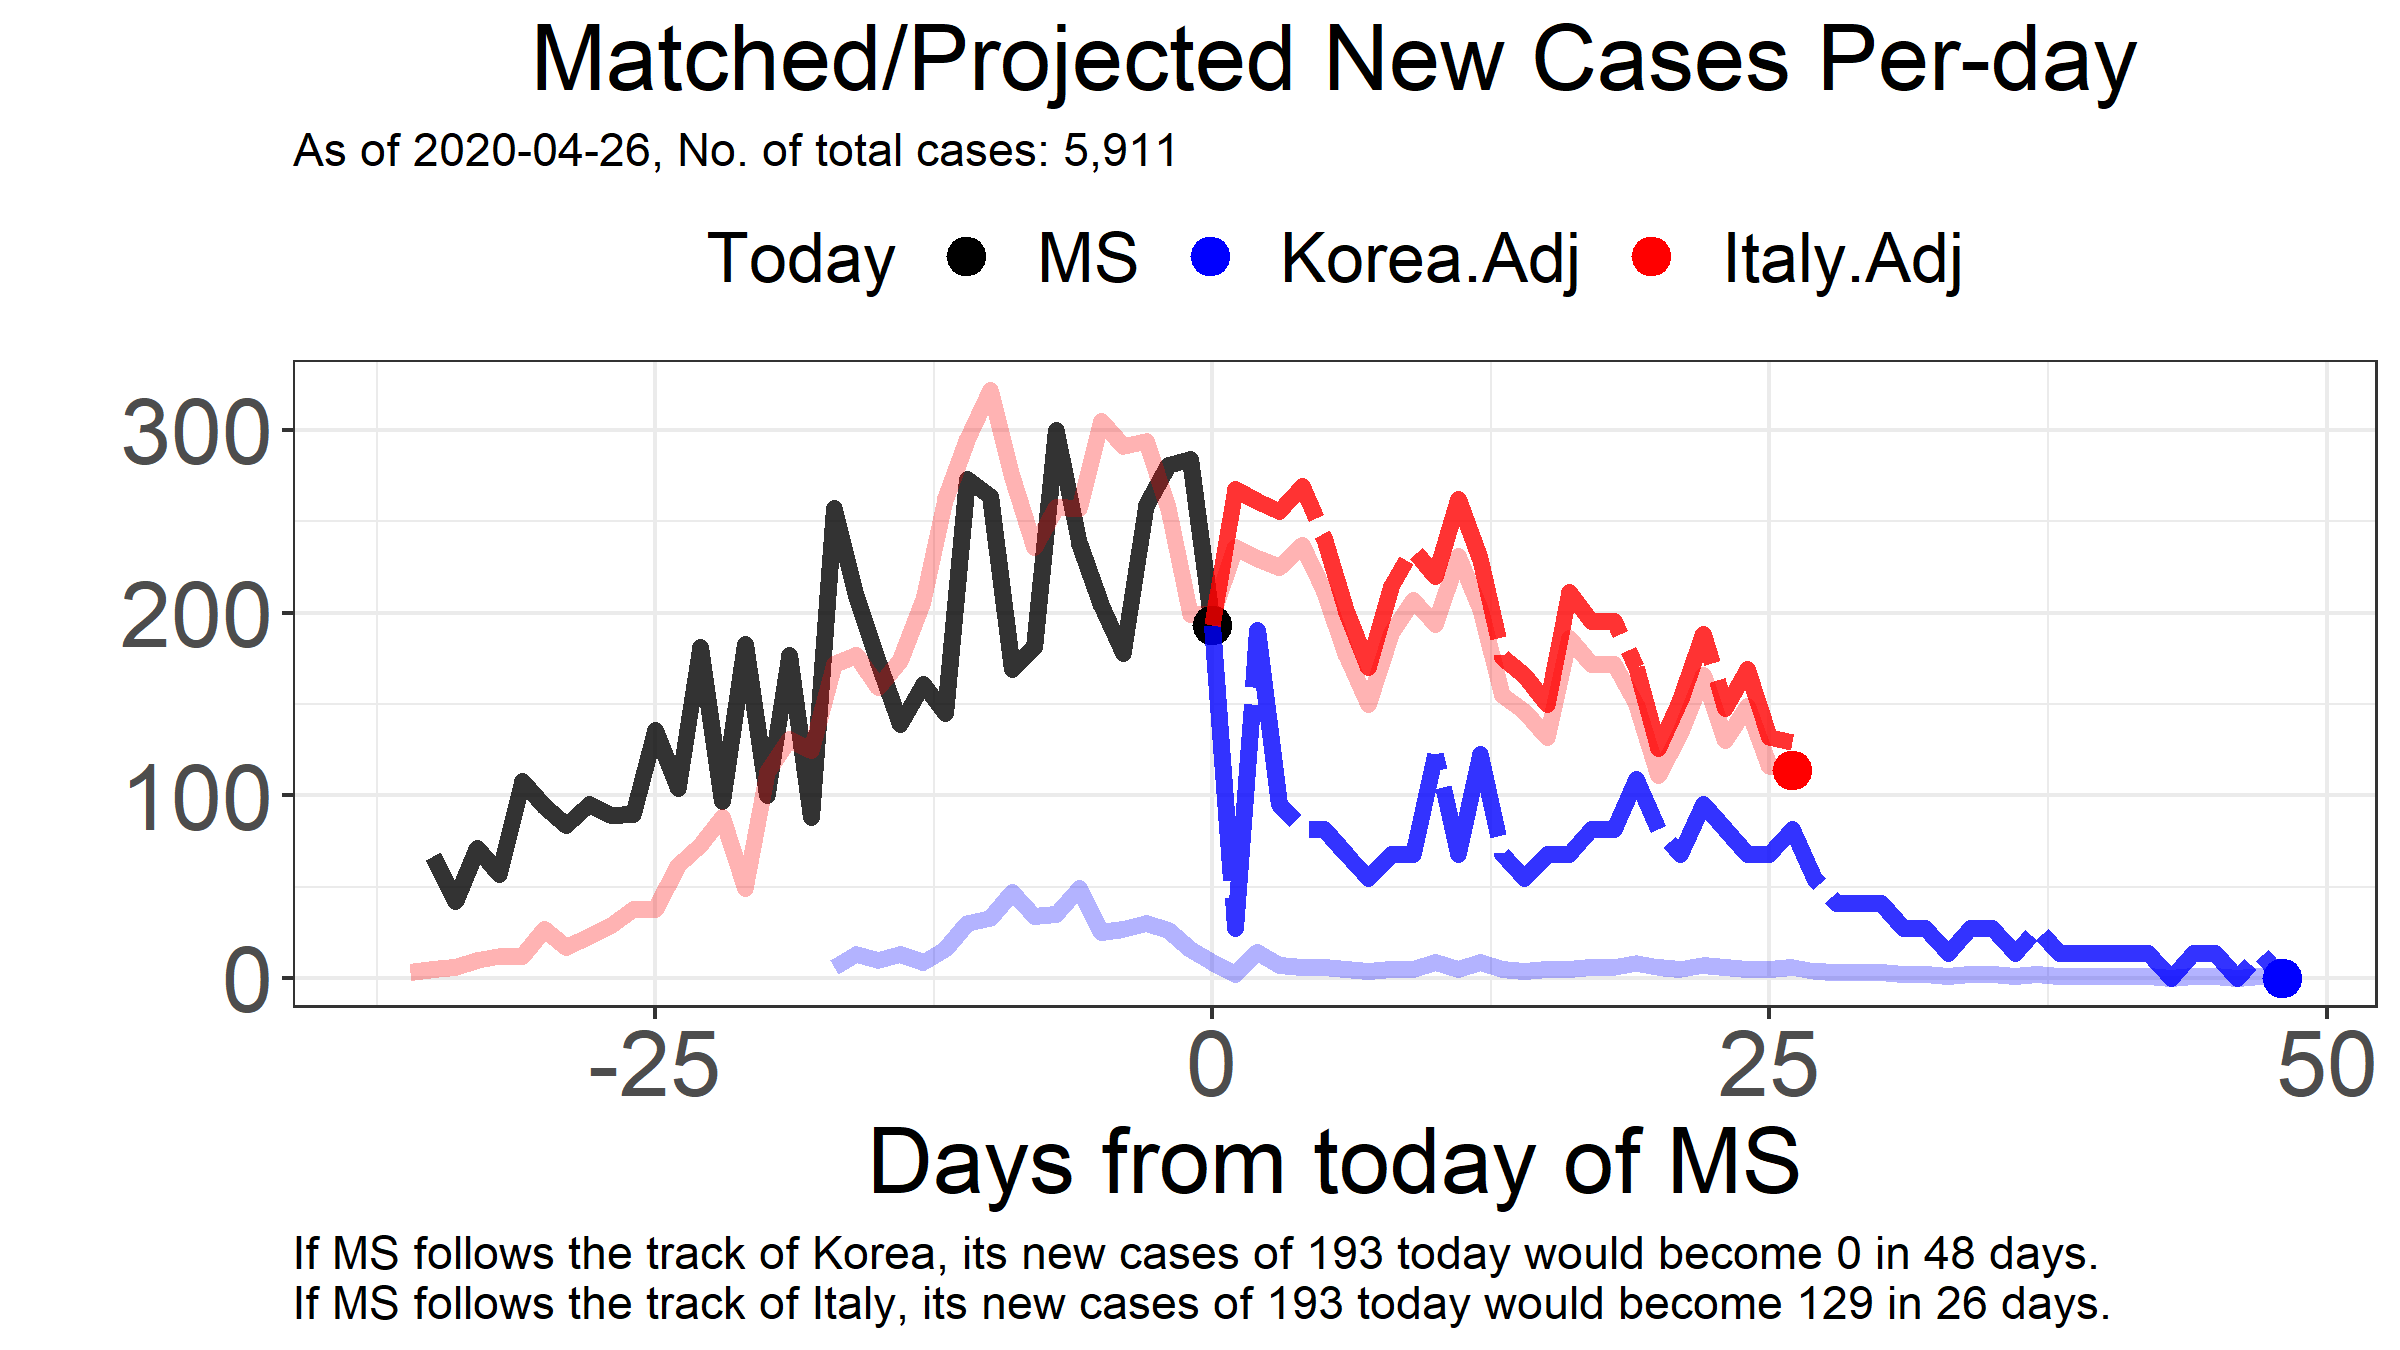 Matched/Projected New Cases Per-day
As of 2020-04-26, No. of total cases: 5,911
Today MS Korea.Adj Italy.Adj
300
200
100
0
-25 0 25 50
Days from today of MS
If MS follows the track of Korea, its new cases of 193 today would become 0 in 48 days.
If MS follows the track of Italy, its new cases of 193 today would become 129 in 26 days.